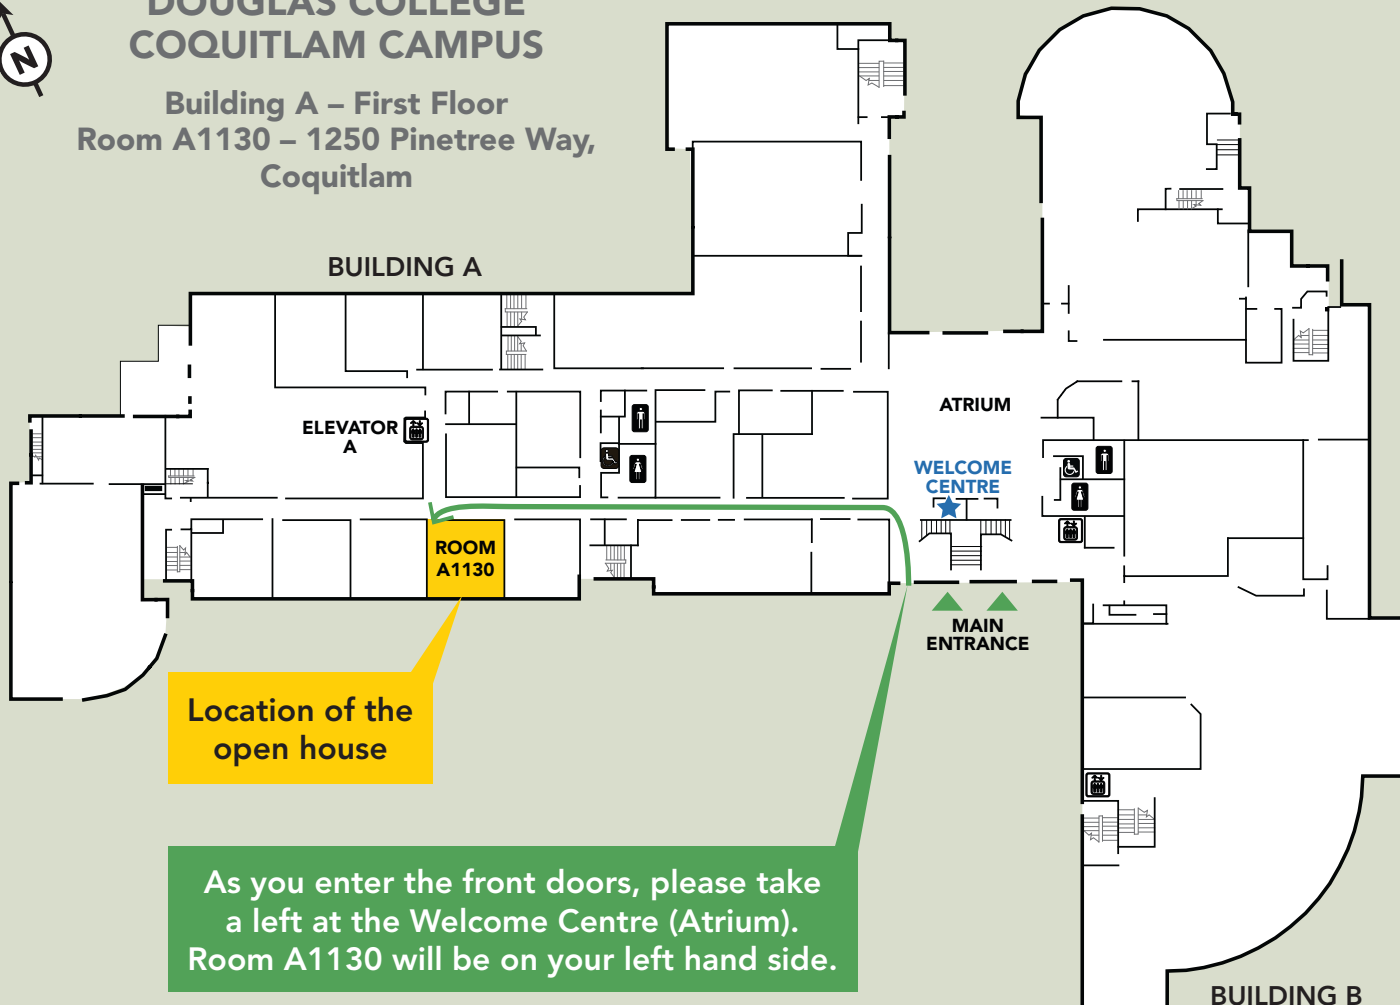 DOUGLAS COLLEGE
COQUITLAM CAMPUS
N
Building A – First Floor
Room A1130 – 1250 Pinetree Way,
Coquitlam
BUILDING A
ELEVATOR
A
ATRIUM
WELCOME
CENTRE
ROOM
A1130
MAIN
ENTRANCE
Location of the
open house
As you enter the front doors, please take
a left at the Welcome Centre (Atrium).
Room A1130 will be on your left hand side.
BUILDING B